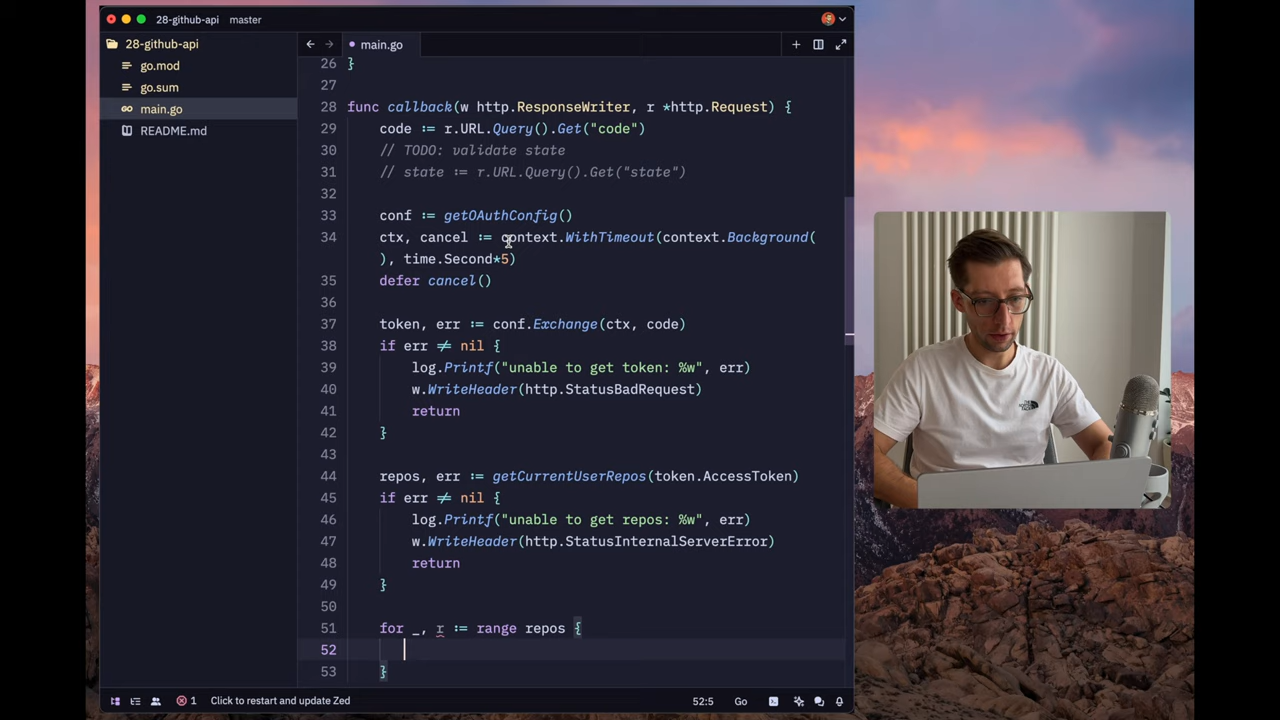 28-github-api master
28-github-api
go.mod
go.sum
main.go
README.md
main.go
26 }
27
28 func callback(w http.ResponseWriter, r *http.Request) {
29 code := r.URL.Query().Get("code")
30 // TODO: validate state
31 // state := r.URL.Query().Get("state")
32
33 conf := getOAuthConfig()
34 ctx, cancel := context.WithTimeout(context.Background(
), time.Second*5)
35 defer cancel()
36
37 token, err := conf.Exchange(ctx, code)
38 if err ≠ nil {
39 log.Printf("unable to get token: %w", err)
40 w.WriteHeader(http.StatusBadRequest)
41 return
42 }
43
44 repos, err := getCurrentUserRepos(token.AccessToken)
45 if err ≠ nil {
46 log.Printf("unable to get repos: %w", err)
47 w.WriteHeader(http.StatusInternalServerError)
48 return
49 }
50
51 for _, r := range repos {
52
53 }
1 Click to restart and update Zed 52:5 Go